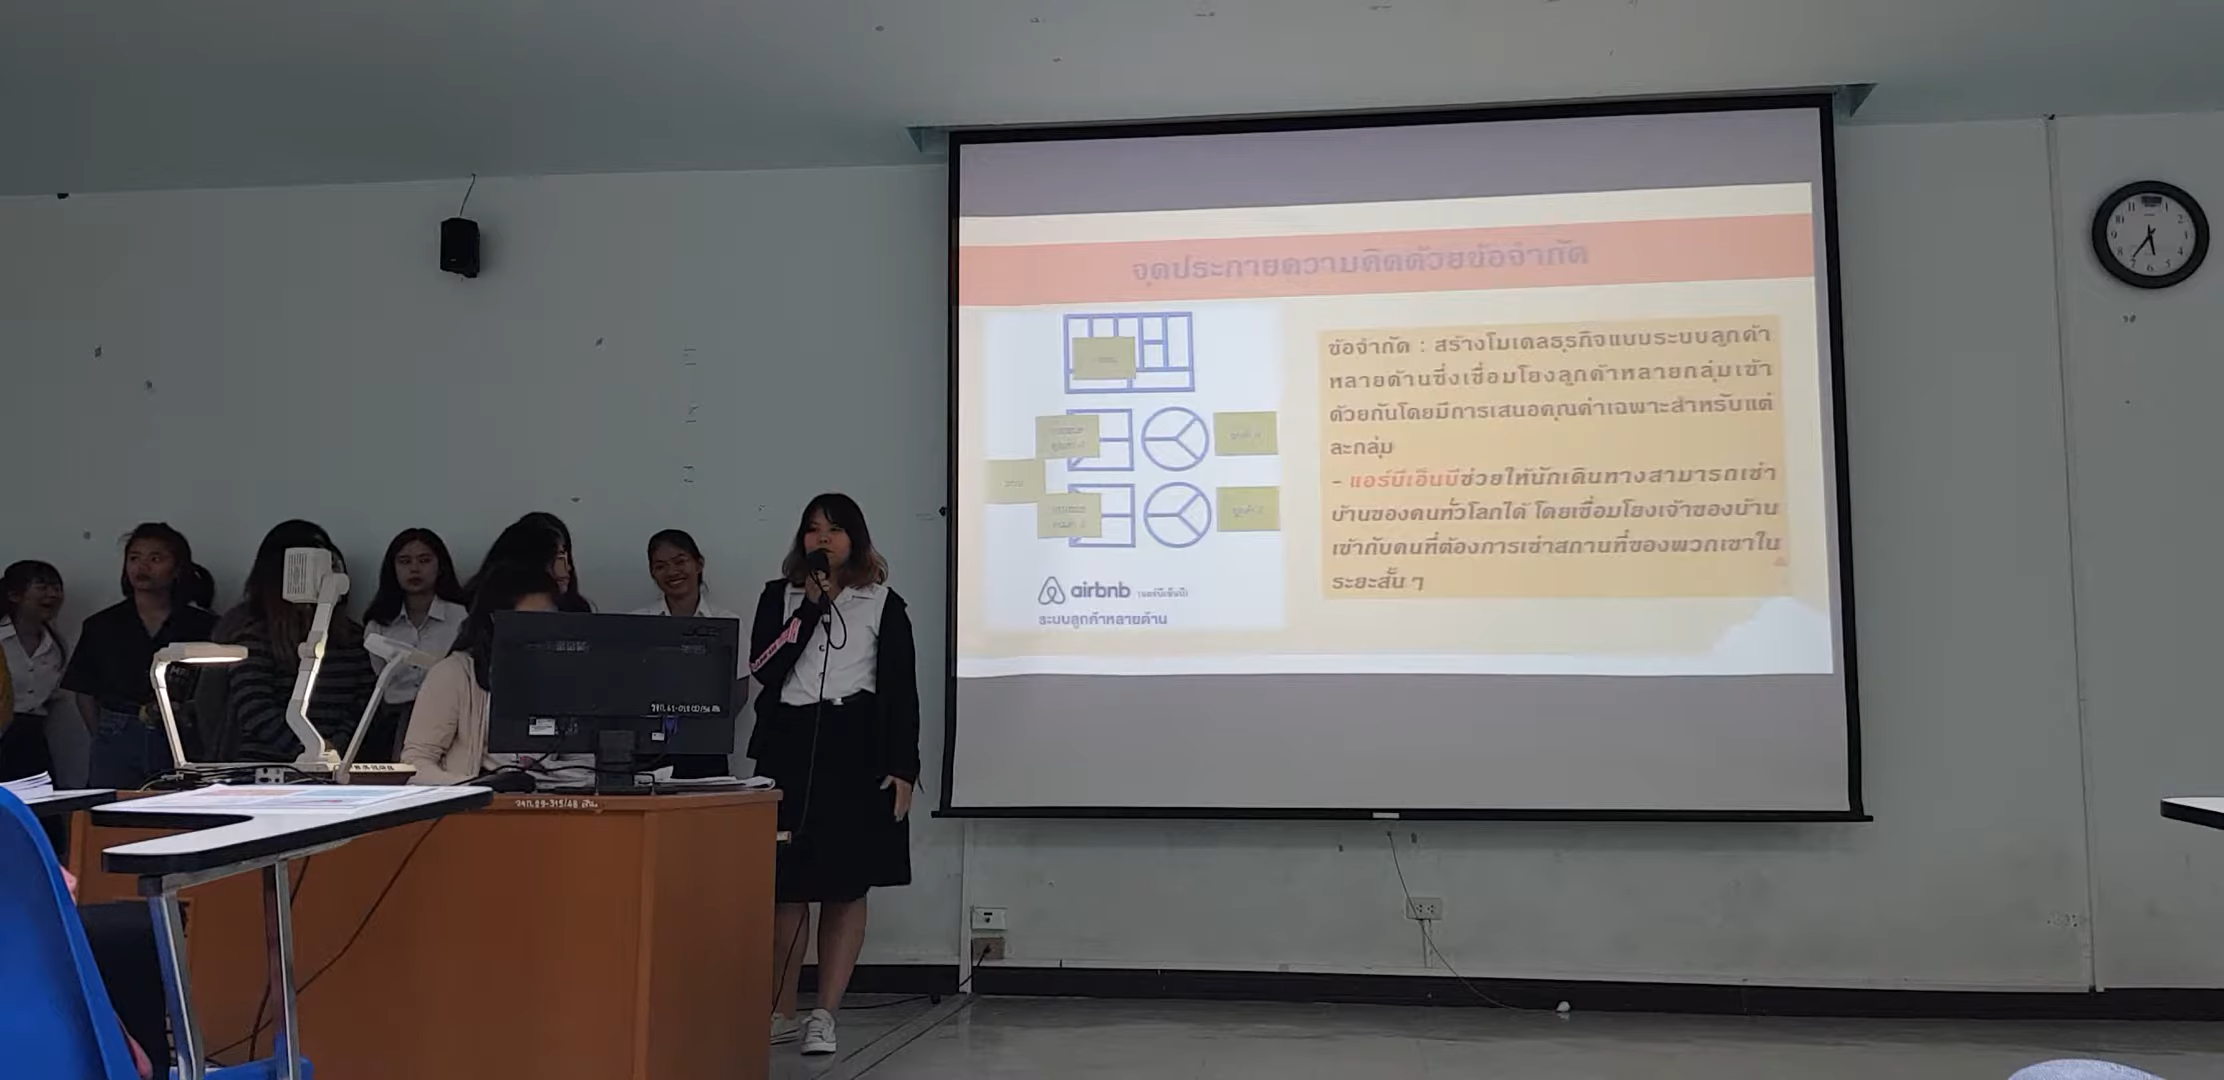 จุดประกายความคิดด้วยข้อจำกัด
ข้อจำกัด : สร้างโมเดลธุรกิจแบบระบบลูกค้า
หลายด้านซึ่งเชื่อมโยงลูกค้าหลายกลุ่มเข้า
ด้วยกันโดยมีการเสนอคุณค่าเฉพาะสำหรับแต่
ละกลุ่ม
- แอร์บีเอ็นบีช่วยให้นักเดินทางสามารถเช่า
บ้านของคนทั่วโลกได้ โดยเชื่อมโยงเจ้าของบ้าน
เข้ากับคนที่ต้องการเช่าสถานที่ของพวกเขาใน
ระยะสั้น ๆ
airbnb (แอร์บีเอ็นบี)
ระบบลูกค้าหลายด้าน